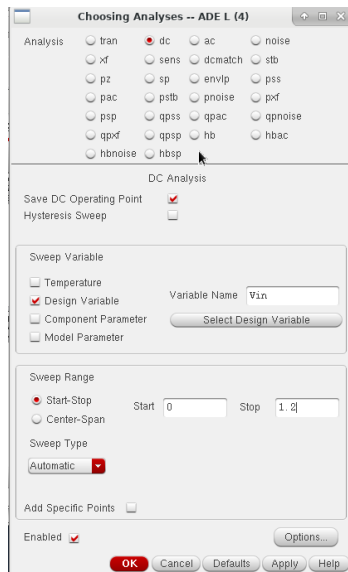 Choosing Analyses -- ADE L (4)
Analysis tran dc ac noise
xf sens dcmatch stb
pz sp envlp pss
pac pstb pnoise pxf
psp qpss qpac qpnoise
qpxf qpsp hb hbac
hbnoise hbsp
DC Analysis
Save DC Operating Point
Hysteresis Sweep
Sweep Variable
Temperature
Design Variable Variable Name Vin
Component Parameter Select Design Variable
Model Parameter
Sweep Range
Start-Stop Start 0 Stop 1.2
Center-Span
Sweep Type
Automatic
Add Specific Points
Enabled Options...
OK Cancel Defaults Apply Help